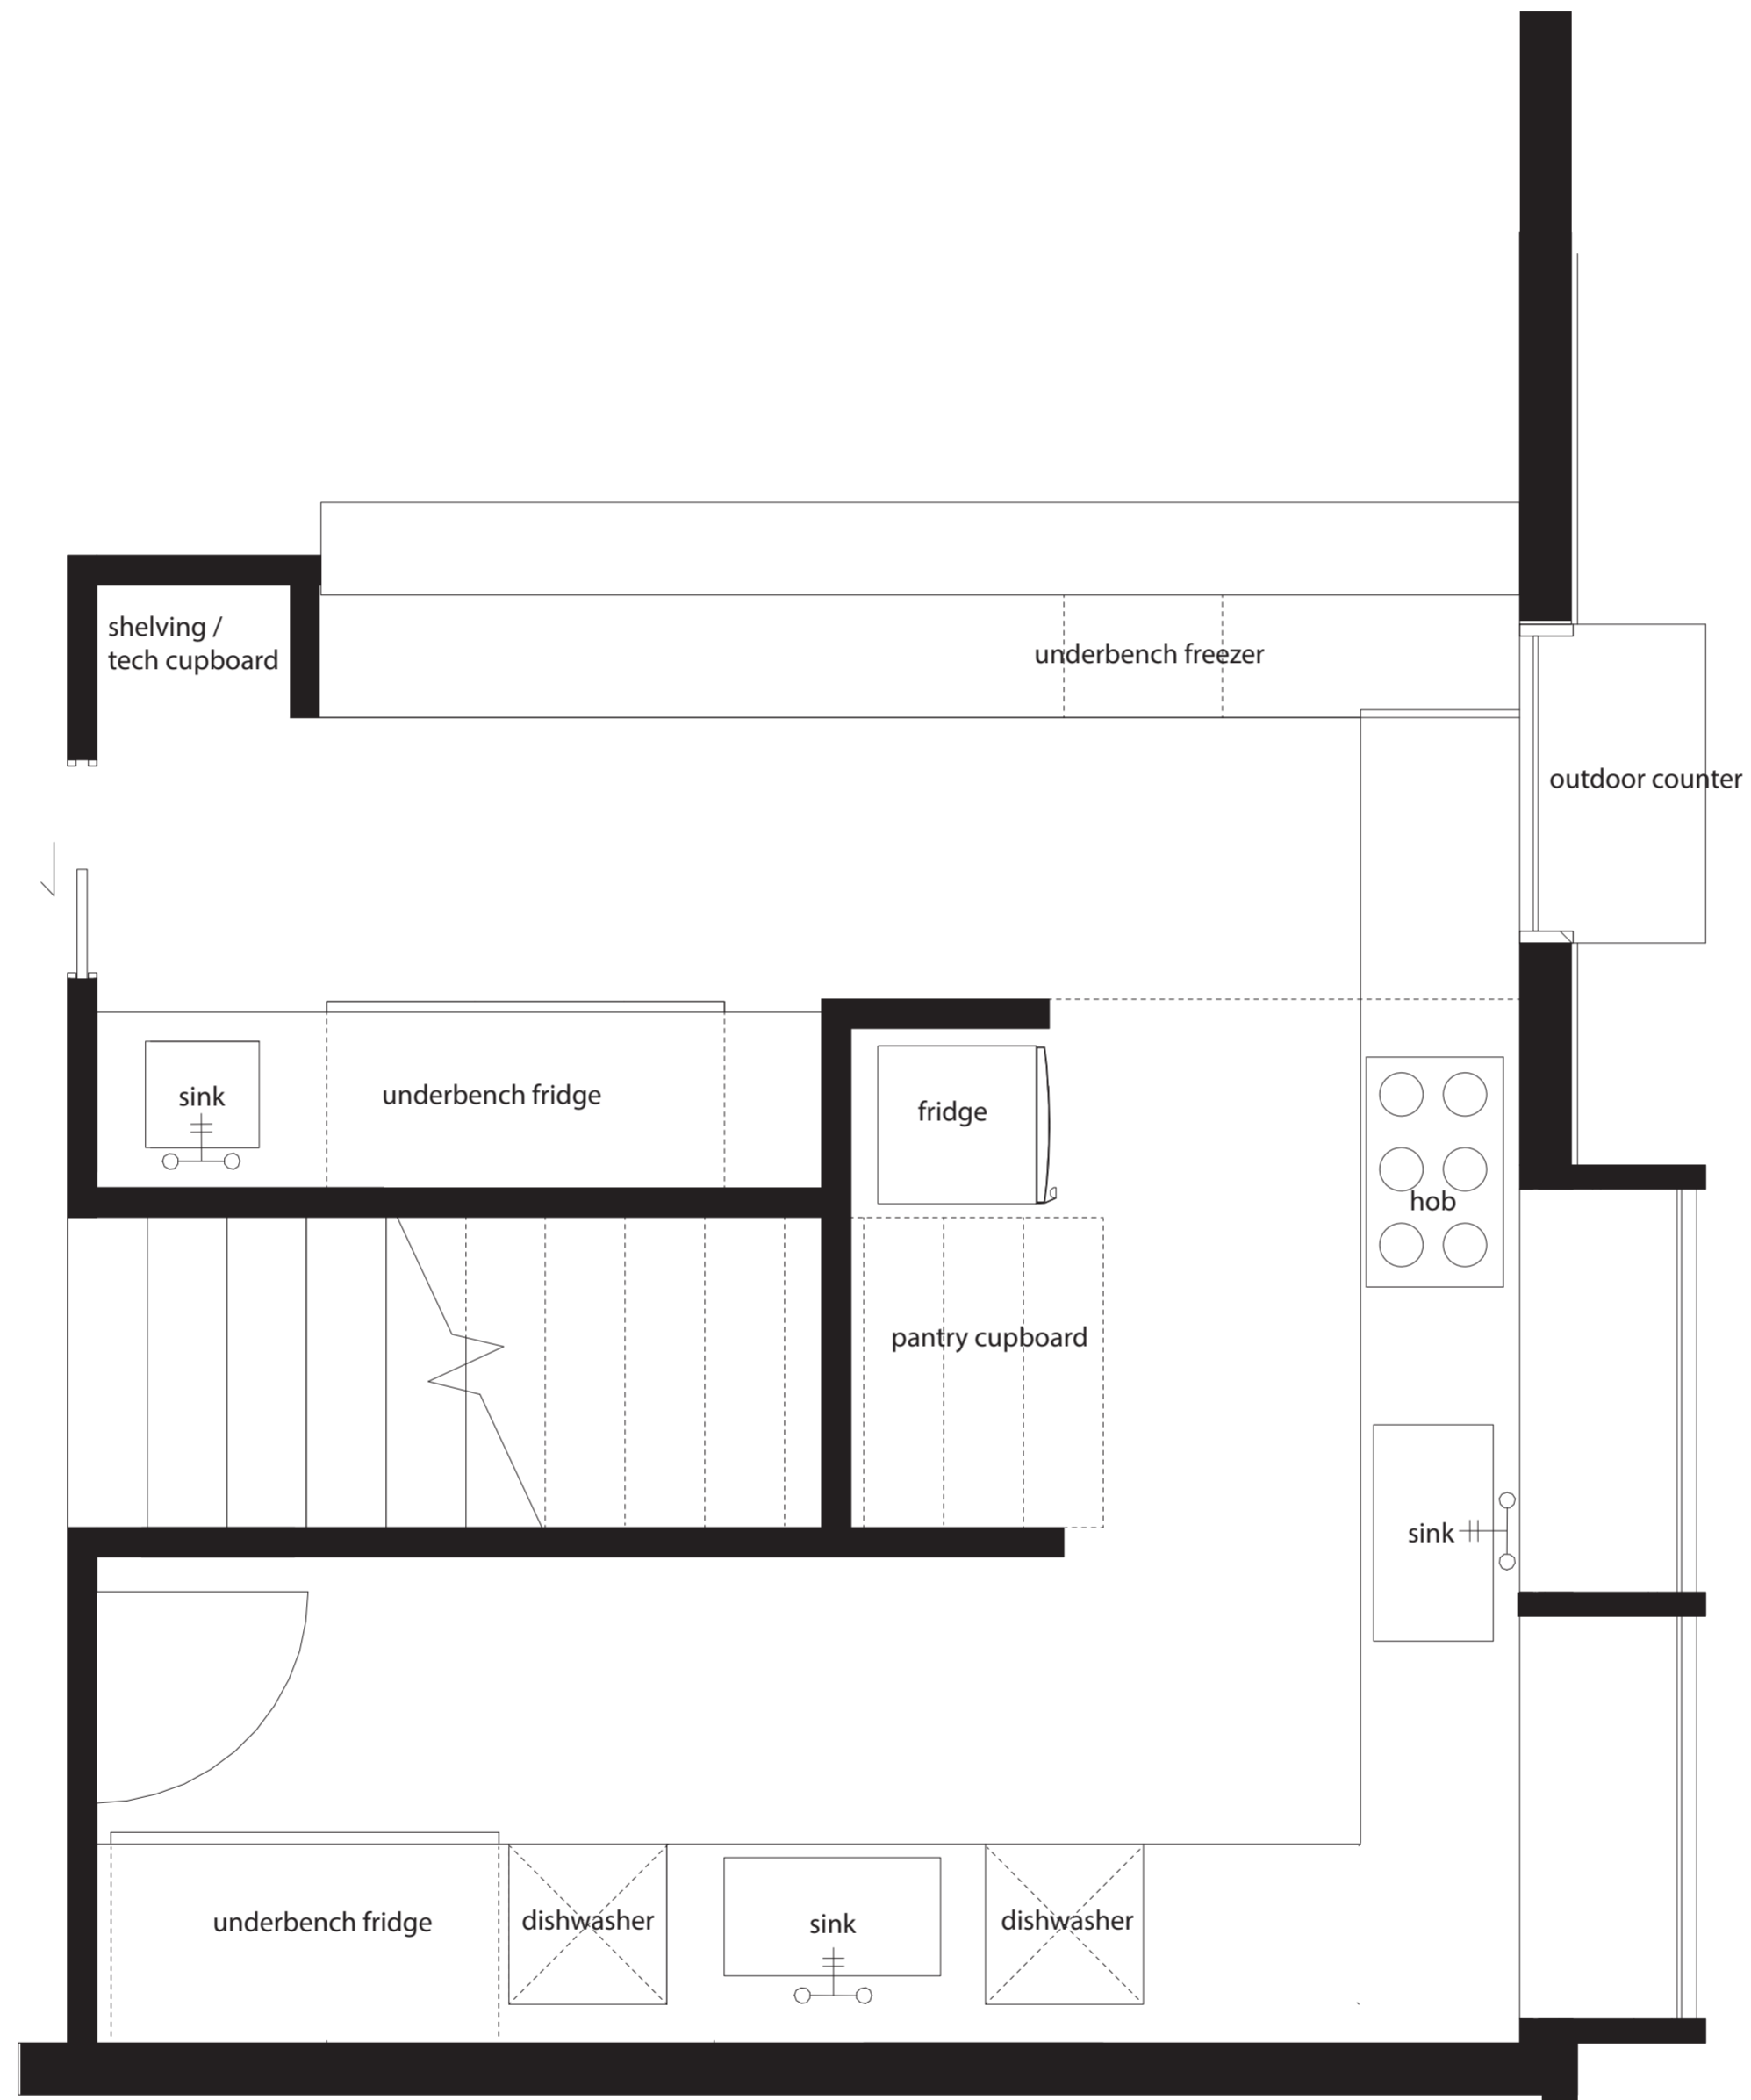 shelving /
tech cupboard
underbench freezer
outdoor counter
sink
underbench fridge
fridge
hob
pantry cupboard
sink
underbench fridge
dishwasher
sink
dishwasher